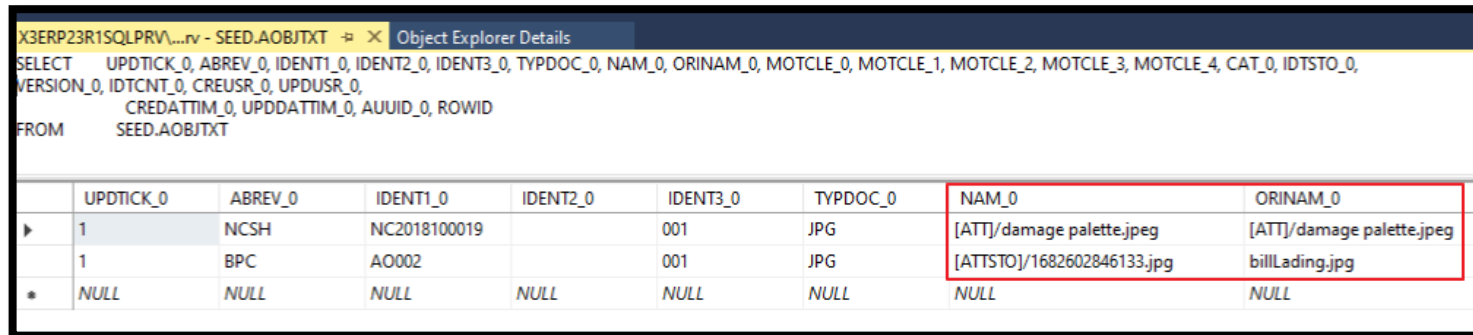 X3ERP23R1SQLPRV\...rv - SEED.AOBJTXT Object Explorer Details
SELECT UPDTICK_0, ABREV_0, IDENT1_0, IDENT2_0, IDENT3_0, TYPDOC_0, NAM_0, ORINAM_0, MOTCLE_0, MOTCLE_1, MOTCLE_2, MOTCLE_3, MOTCLE_4, CAT_0, IDTSTO_0,
VERSION_0, IDTCNT_0, CREUSR_0, UPDUSR_0,
CREDATTIM_0, UPDDATTIM_0, AUUID_0, ROWID
FROM SEED.AOBJTXT
UPDTICK_0 ABREV_0 IDENT1_0 IDENT2_0 IDENT3_0 TYPDOC_0 NAM_0 ORINAM_0
1 NCSH NC2018100019 001 JPG [ATT]/damage palette.jpeg [ATT]/damage palette.jpeg
1 BPC AO002 001 JPG [ATTSTO]/1682602846133.jpg billLading.jpg
NULL NULL NULL NULL NULL NULL NULL NULL